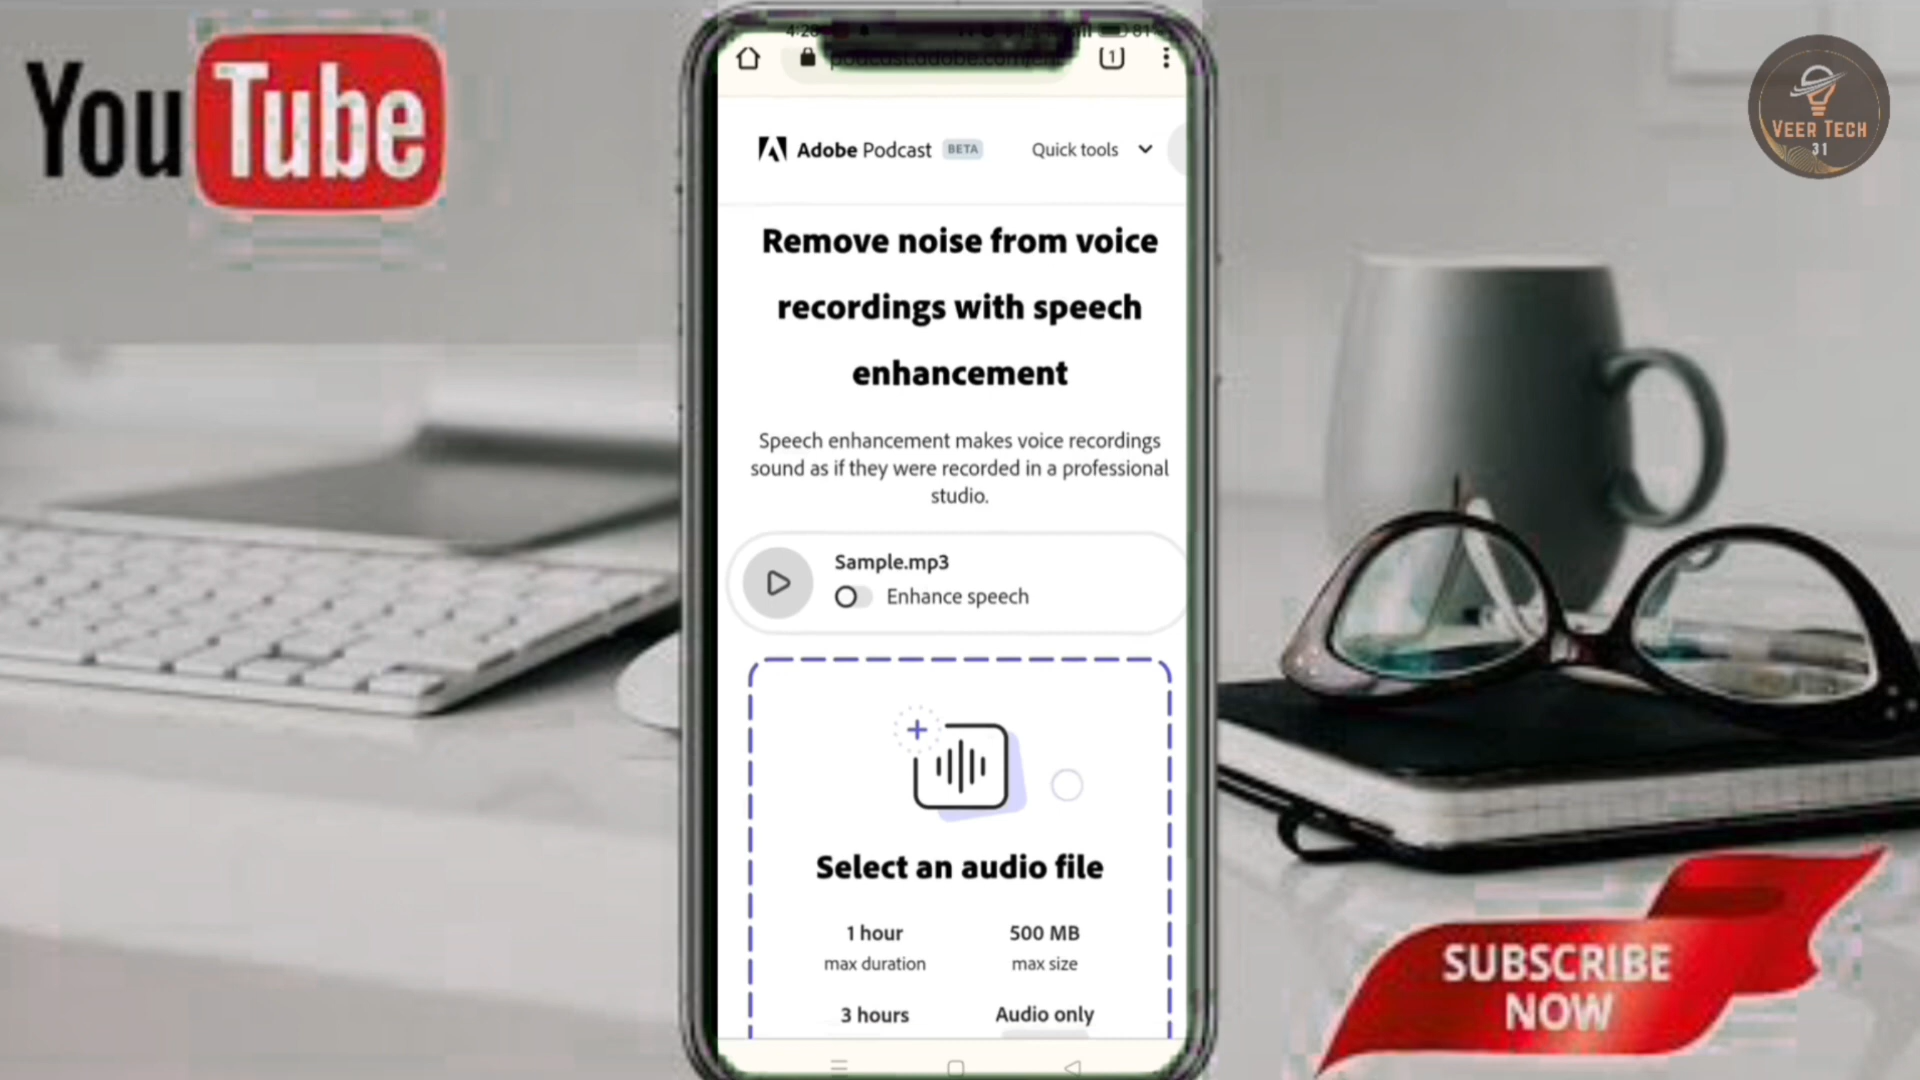 YouTube
VEER TECH
31
Adobe Podcast BETA
Quick tools
Remove noise from voice
recordings with speech
enhancement
Speech enhancement makes voice recordings
sound as if they were recorded in a professional
studio.
Sample.mp3
Enhance speech
Select an audio file
1 hour
max duration
500 MB
max size
3 hours
Audio only
SUBSCRIBE
NOW